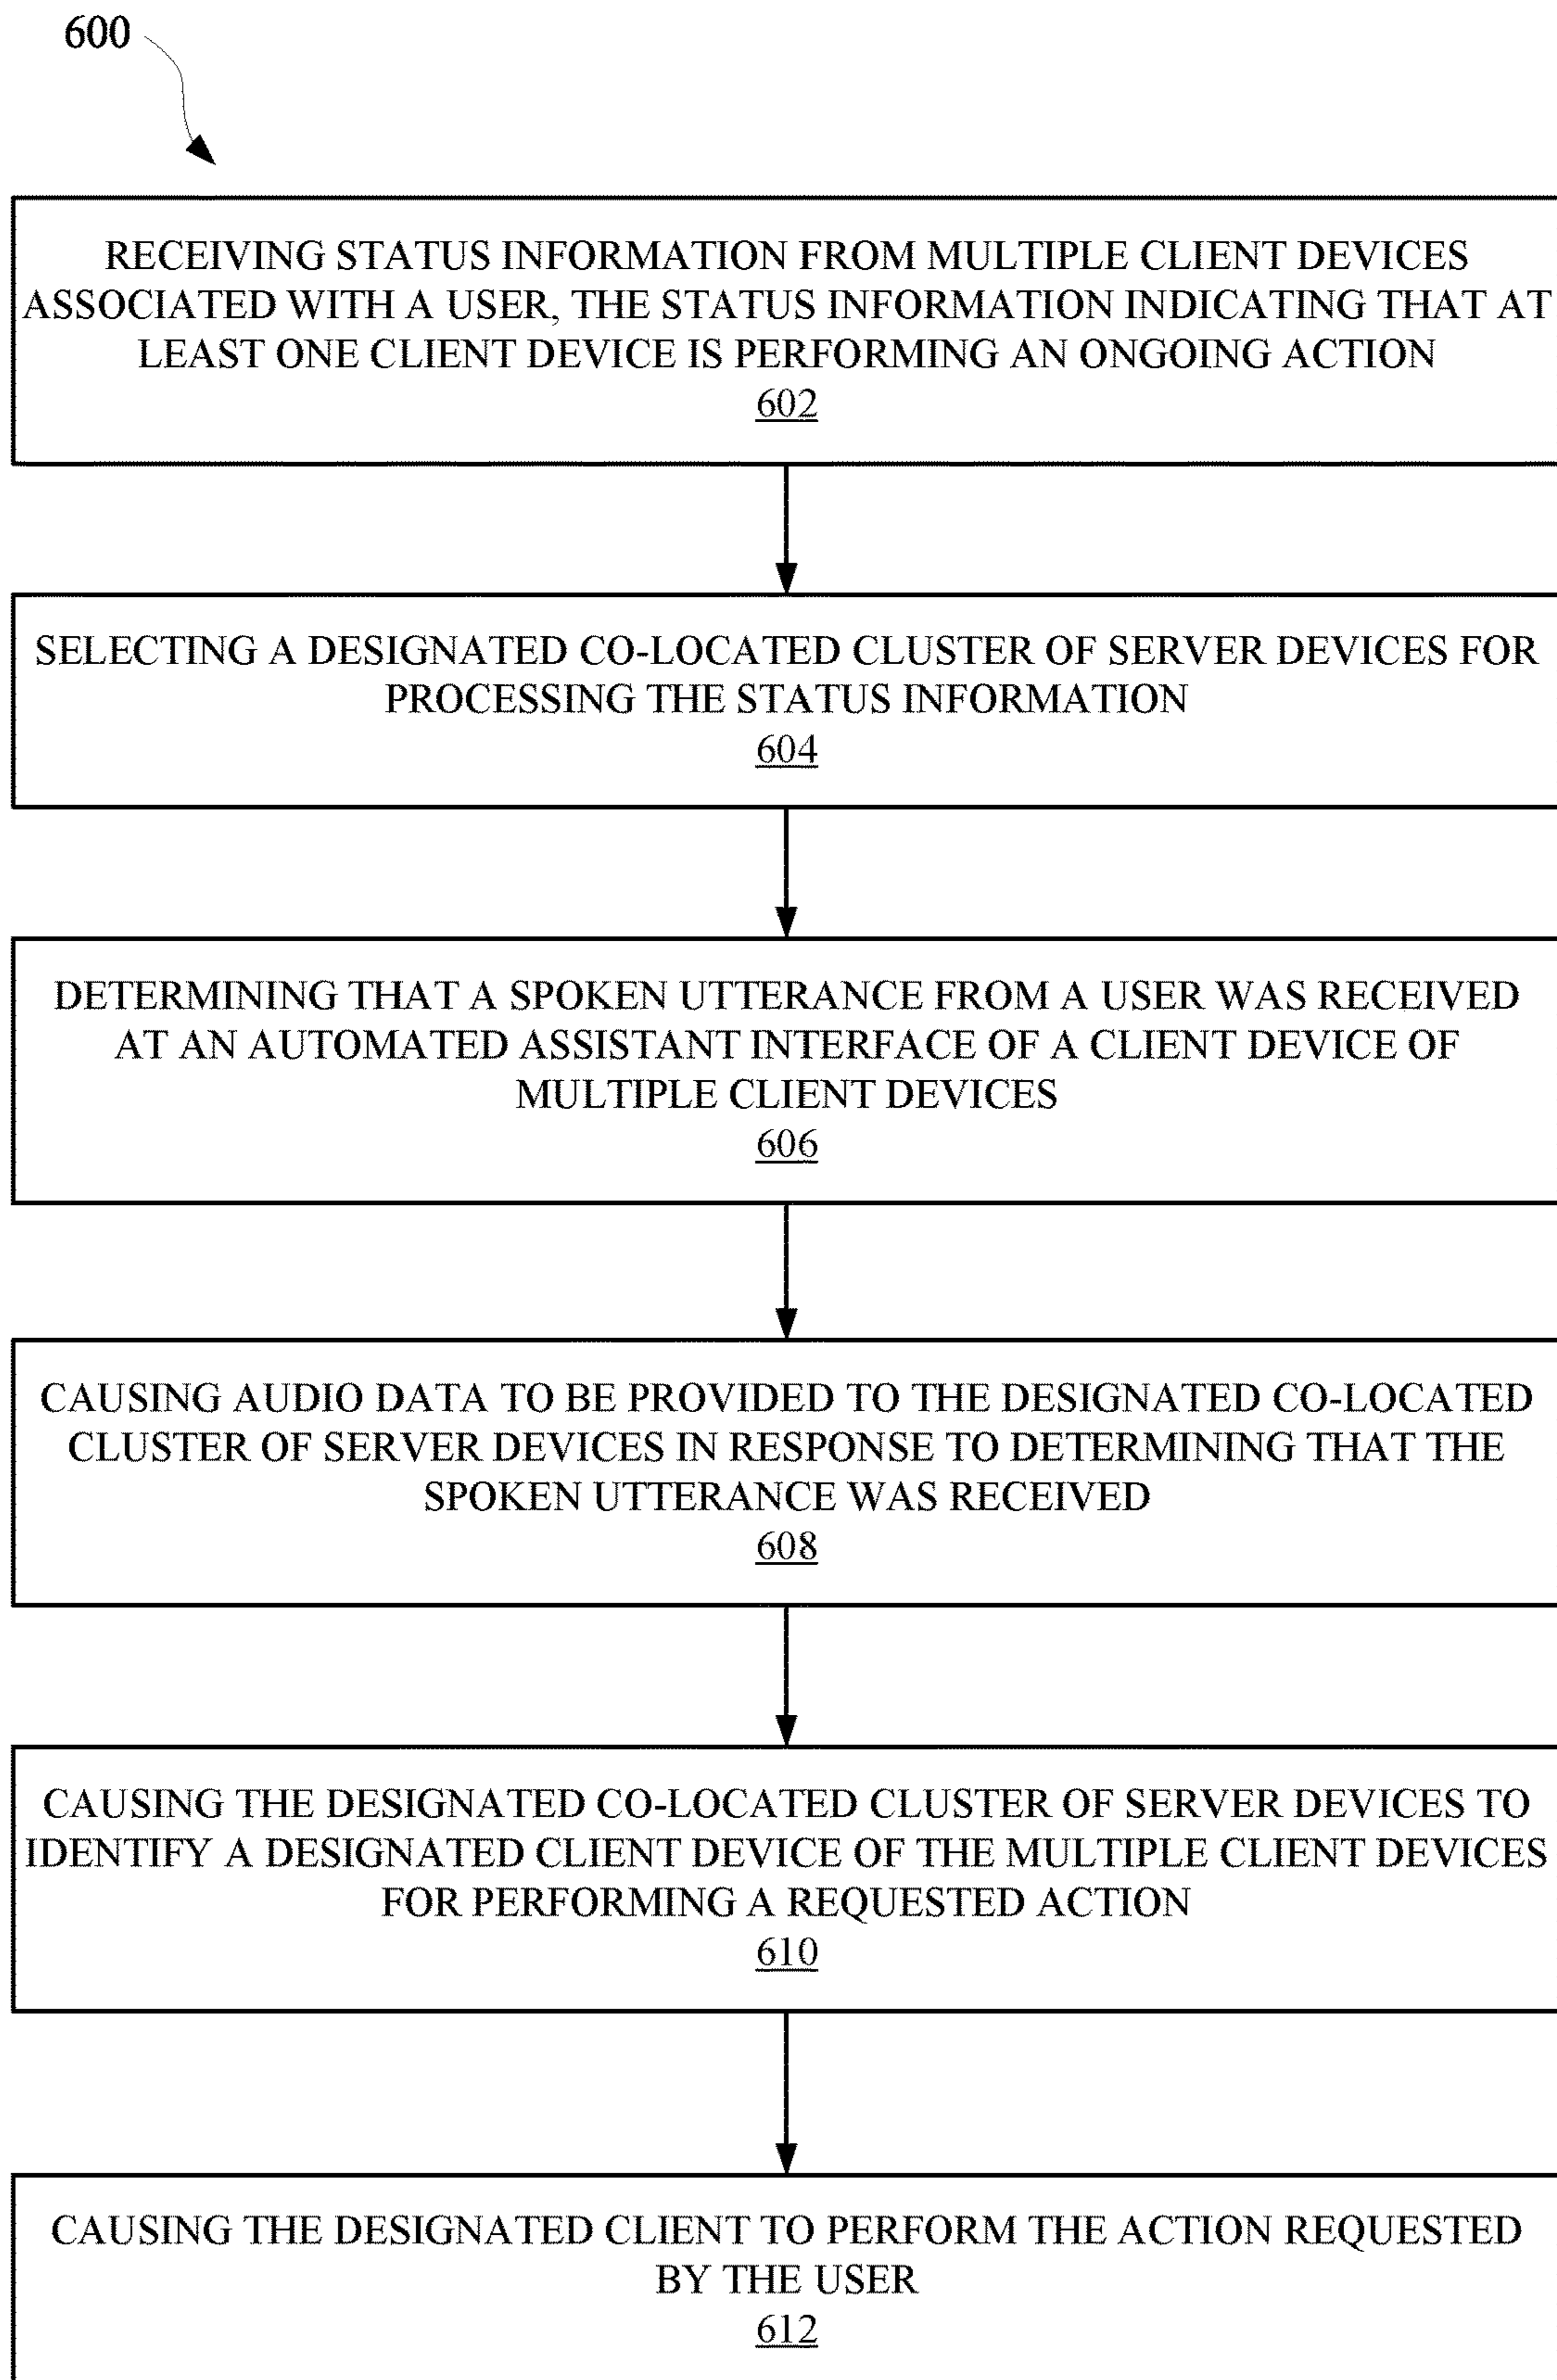 600
RECEIVING STATUS INFORMATION FROM MULTIPLE CLIENT DEVICES
ASSOCIATED WITH A USER, THE STATUS INFORMATION INDICATING THAT AT
LEAST ONE CLIENT DEVICE IS PERFORMING AN ONGOING ACTION
602
SELECTING A DESIGNATED CO-LOCATED CLUSTER OF SERVER DEVICES FOR
PROCESSING THE STATUS INFORMATION
604
DETERMINING THAT A SPOKEN UTTERANCE FROM A USER WAS RECEIVED
AT AN AUTOMATED ASSISTANT INTERFACE OF A CLIENT DEVICE OF
MULTIPLE CLIENT DEVICES
606
CAUSING AUDIO DATA TO BE PROVIDED TO THE DESIGNATED CO-LOCATED
CLUSTER OF SERVER DEVICES IN RESPONSE TO DETERMINING THAT THE
SPOKEN UTTERANCE WAS RECEIVED
608
CAUSING THE DESIGNATED CO-LOCATED CLUSTER OF SERVER DEVICES TO
IDENTIFY A DESIGNATED CLIENT DEVICE OF THE MULTIPLE CLIENT DEVICES
FOR PERFORMING A REQUESTED ACTION
610
CAUSING THE DESIGNATED CLIENT TO PERFORM THE ACTION REQUESTED
BY THE USER
612